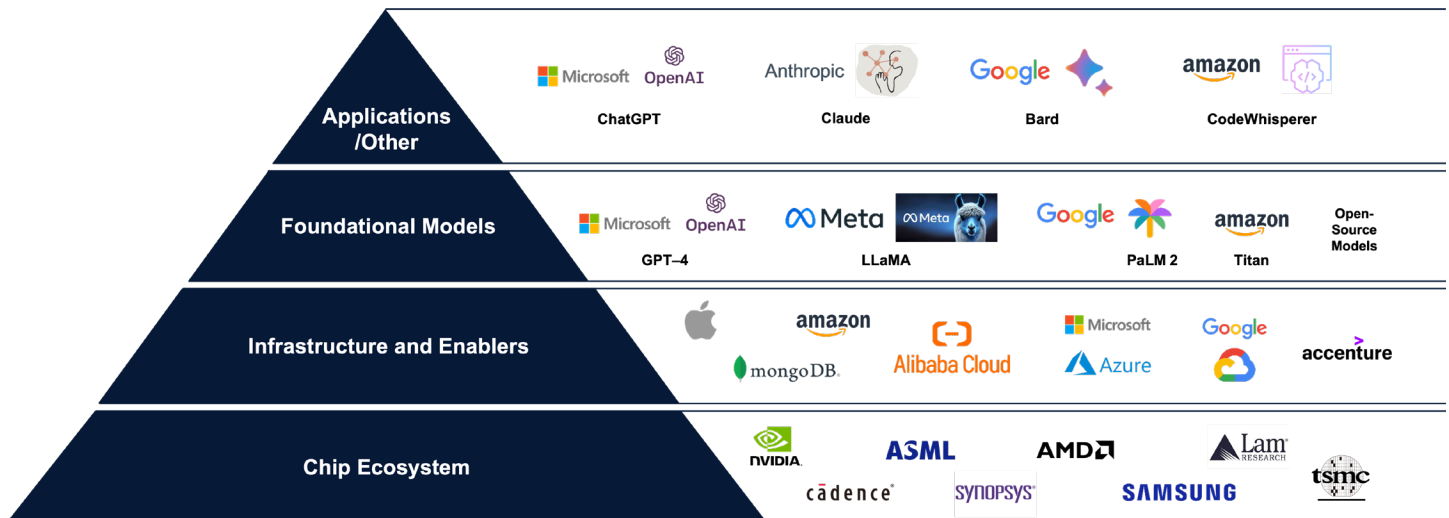 Applications
/Other
Microsoft
OpenAI
ChatGPT
Anthropic
Claude
Google
Bard
amazon
CodeWhisperer
Foundational Models
Microsoft
OpenAI
GPT–4
Meta
Meta
LLaMA
Google
PaLM 2
amazon
Titan
Open-
Source
Models
Infrastructure and Enablers
amazon
mongoDB®
Alibaba Cloud
Microsoft
Azure
Google
accenture
Chip Ecosystem
NVIDIA.
ASML
AMD
Lam®
RESEARCH
cādence®
SYNOPSYS®
SAMSUNG
tsmc